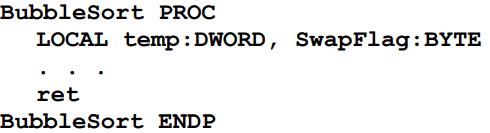 BubbleSort PROC
LOCAL temp:DWORD, SwapFlag:BYTE
. . .
ret
BubbleSort ENDP